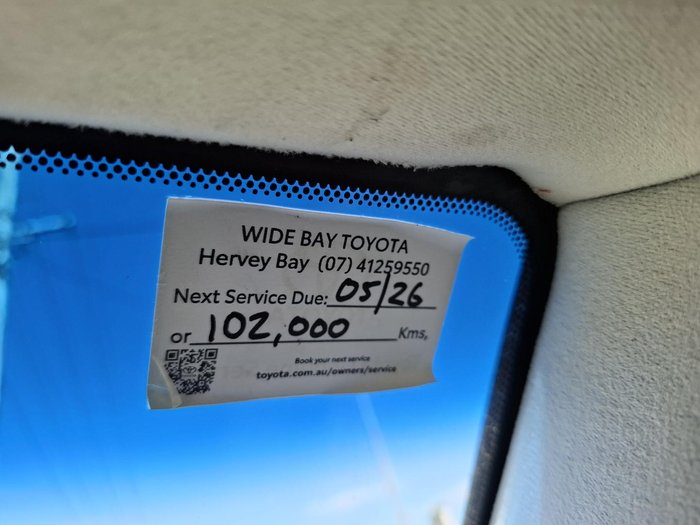 WIDE BAY TOYOTA
Hervey Bay (07) 41259550
Next Service Due: 05/26
or 102,000 Kms,
Book your next service
toyota.com.au/owners/service